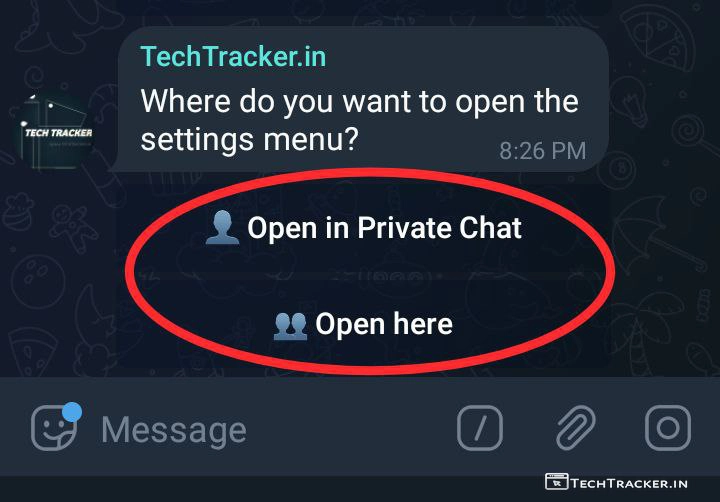 TechTracker.in
Where do you want to open the
settings menu?
8:26 PM
TECH TRACKER
Open in Private Chat
Open here
Message
TECHTRACKER.IN